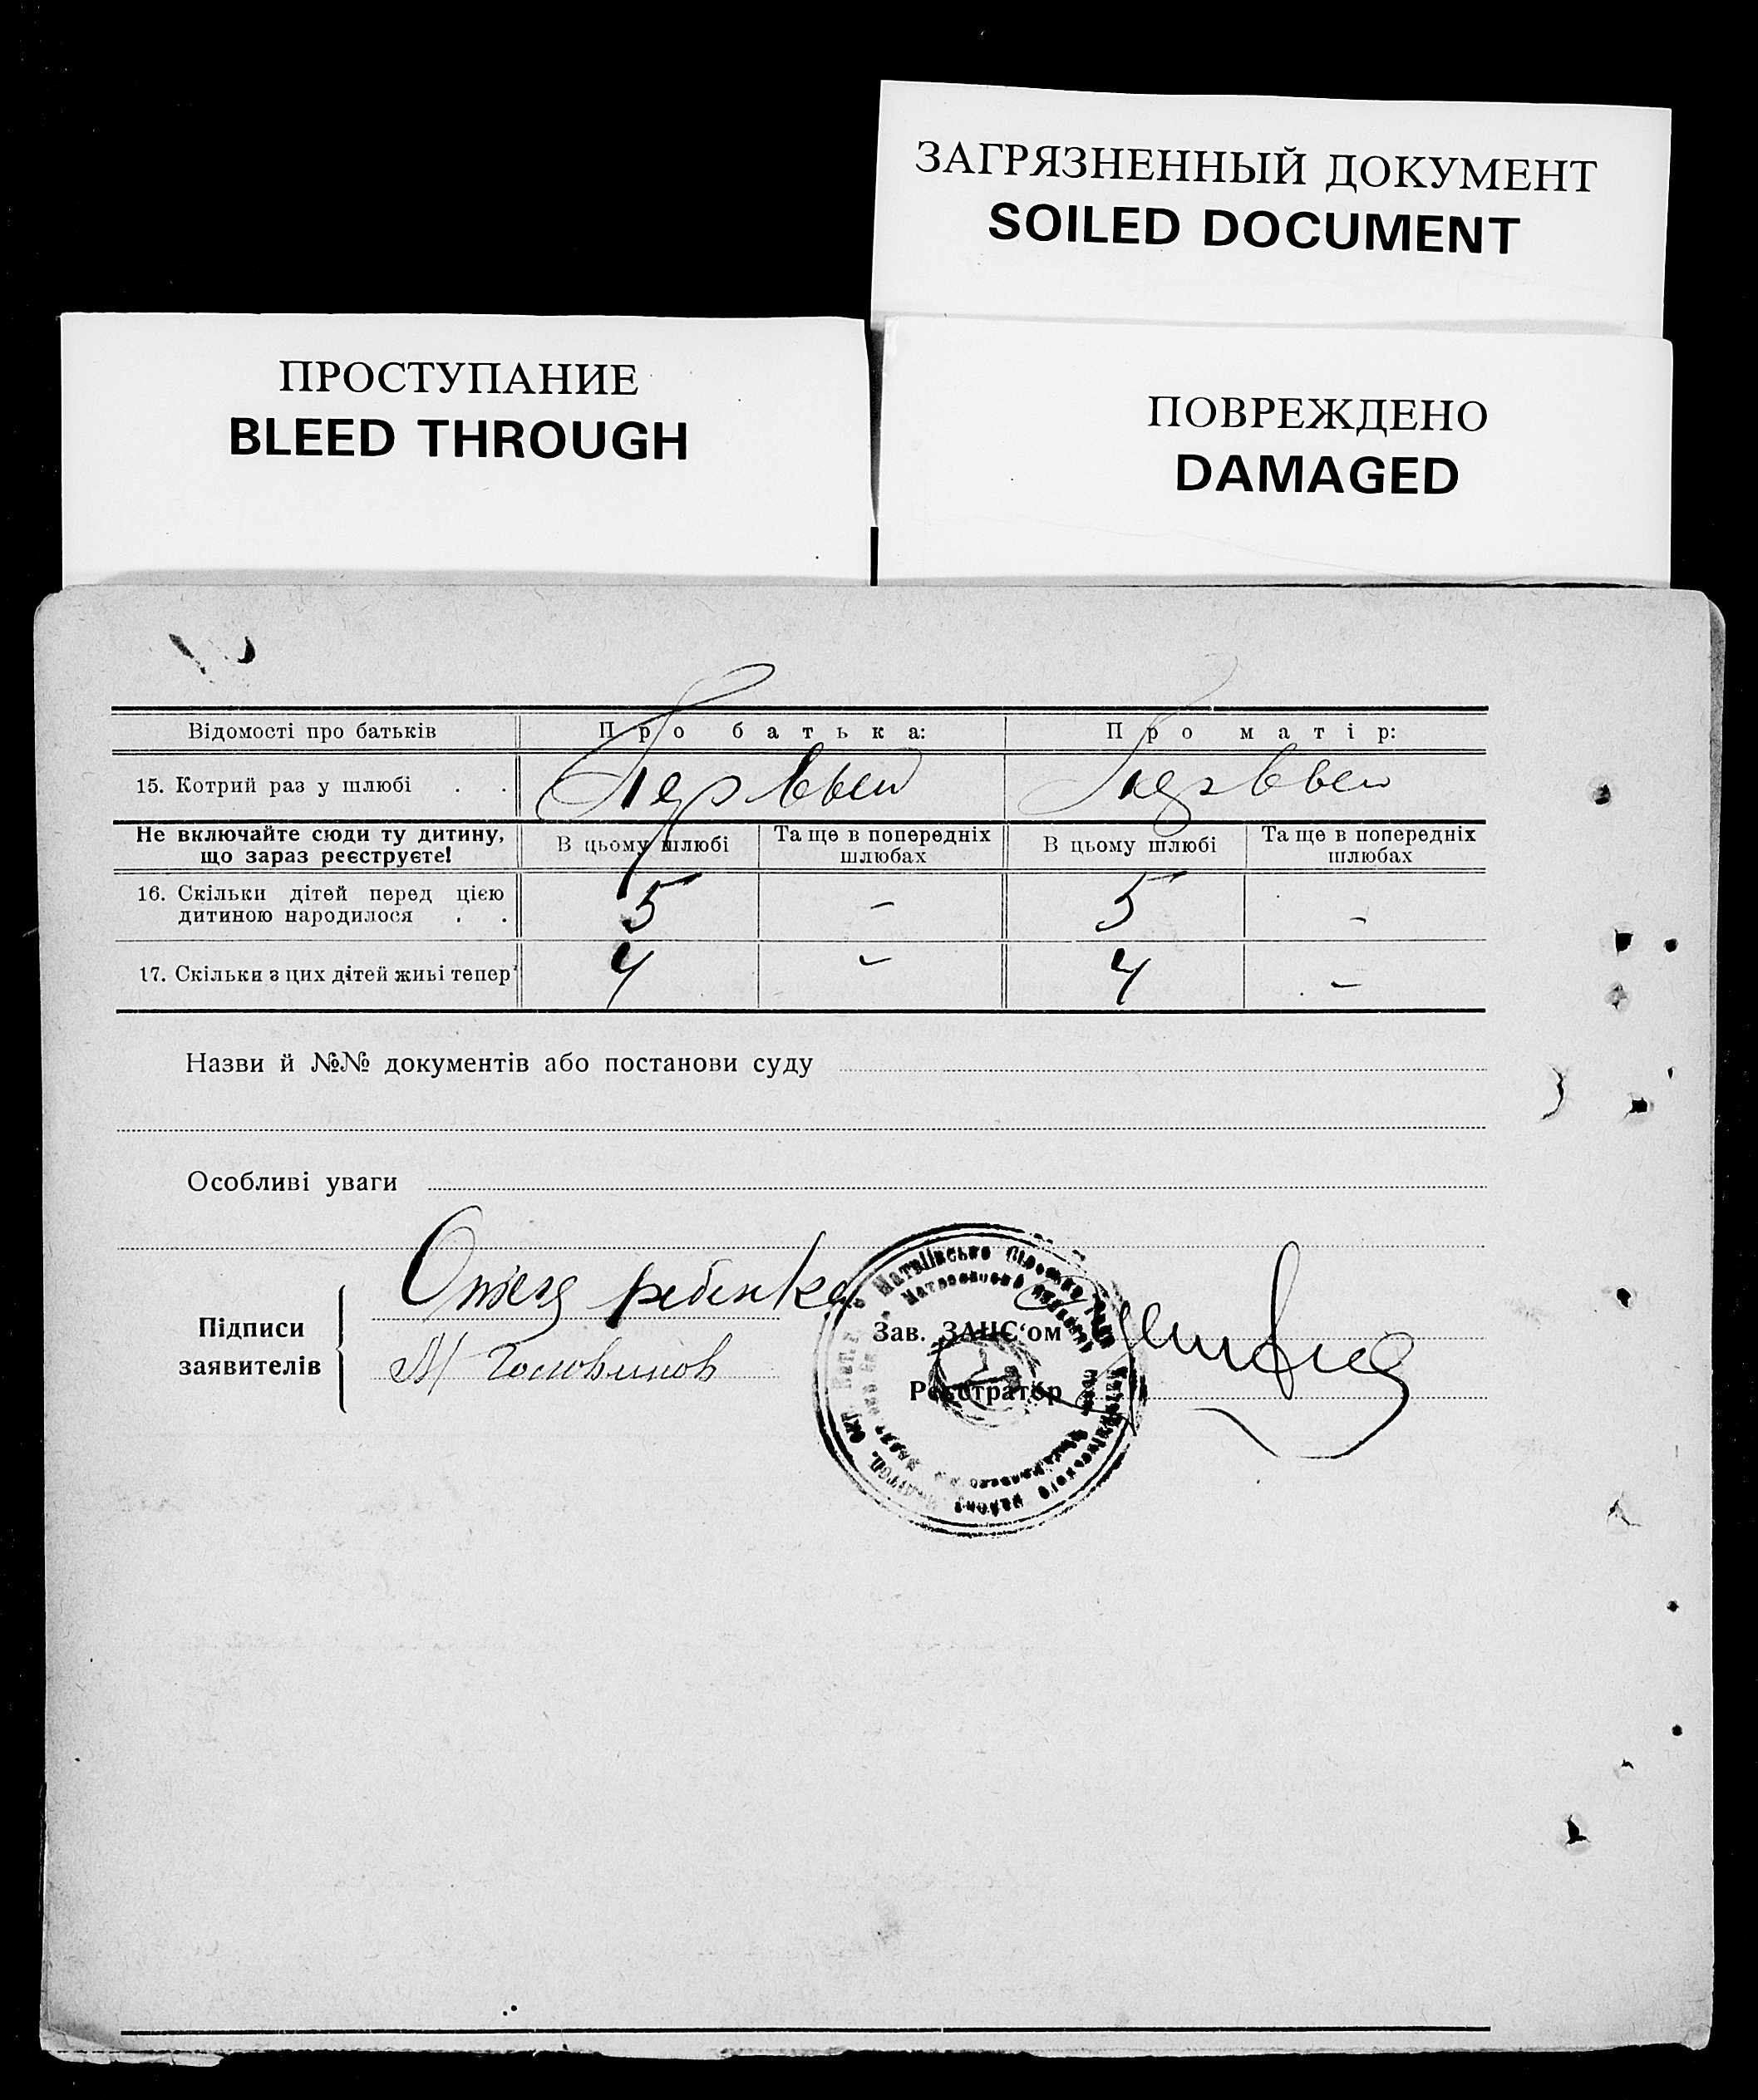 ЗАГРЯЗНЕННЫЙ ДОКУМЕНТ
SOILED DOCUMENT
ПРОСТУПАНИЕ
BLEED THROUGH
ПОВРЕЖДЕНО
DAMAGED
Відомості про батьків Про батька: Про матір:
15. Котрий раз у шлюбі . .
Не включайте сюди ту дитину, що зараз реєструєте! В цьому шлюбі Та ще в попередніх шлюбах В цьому шлюбі Та ще в попередніх шлюбах
16. Скільки дітей перед цією дитиною народилося . . 5 – 5 –
17. Скільки з цих дітей живі тепер 4 – 4 –
Назви й №№ документів або постанови суду
Особливі уваги
Отец ребенка
Підписи заявителів
М Головинов
Зав. ЗАГС‘ом
Реєстратор